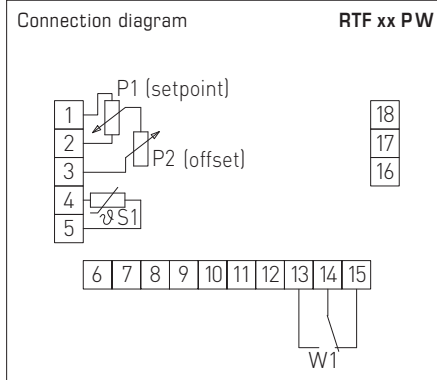 Connection diagram RTF xx PW
P1 (setpoint)
1
2
3
4
5
P2 (offset)
ϑ S1
18
17
16
6 7 8 9 10 11 12 13 14 15
W1